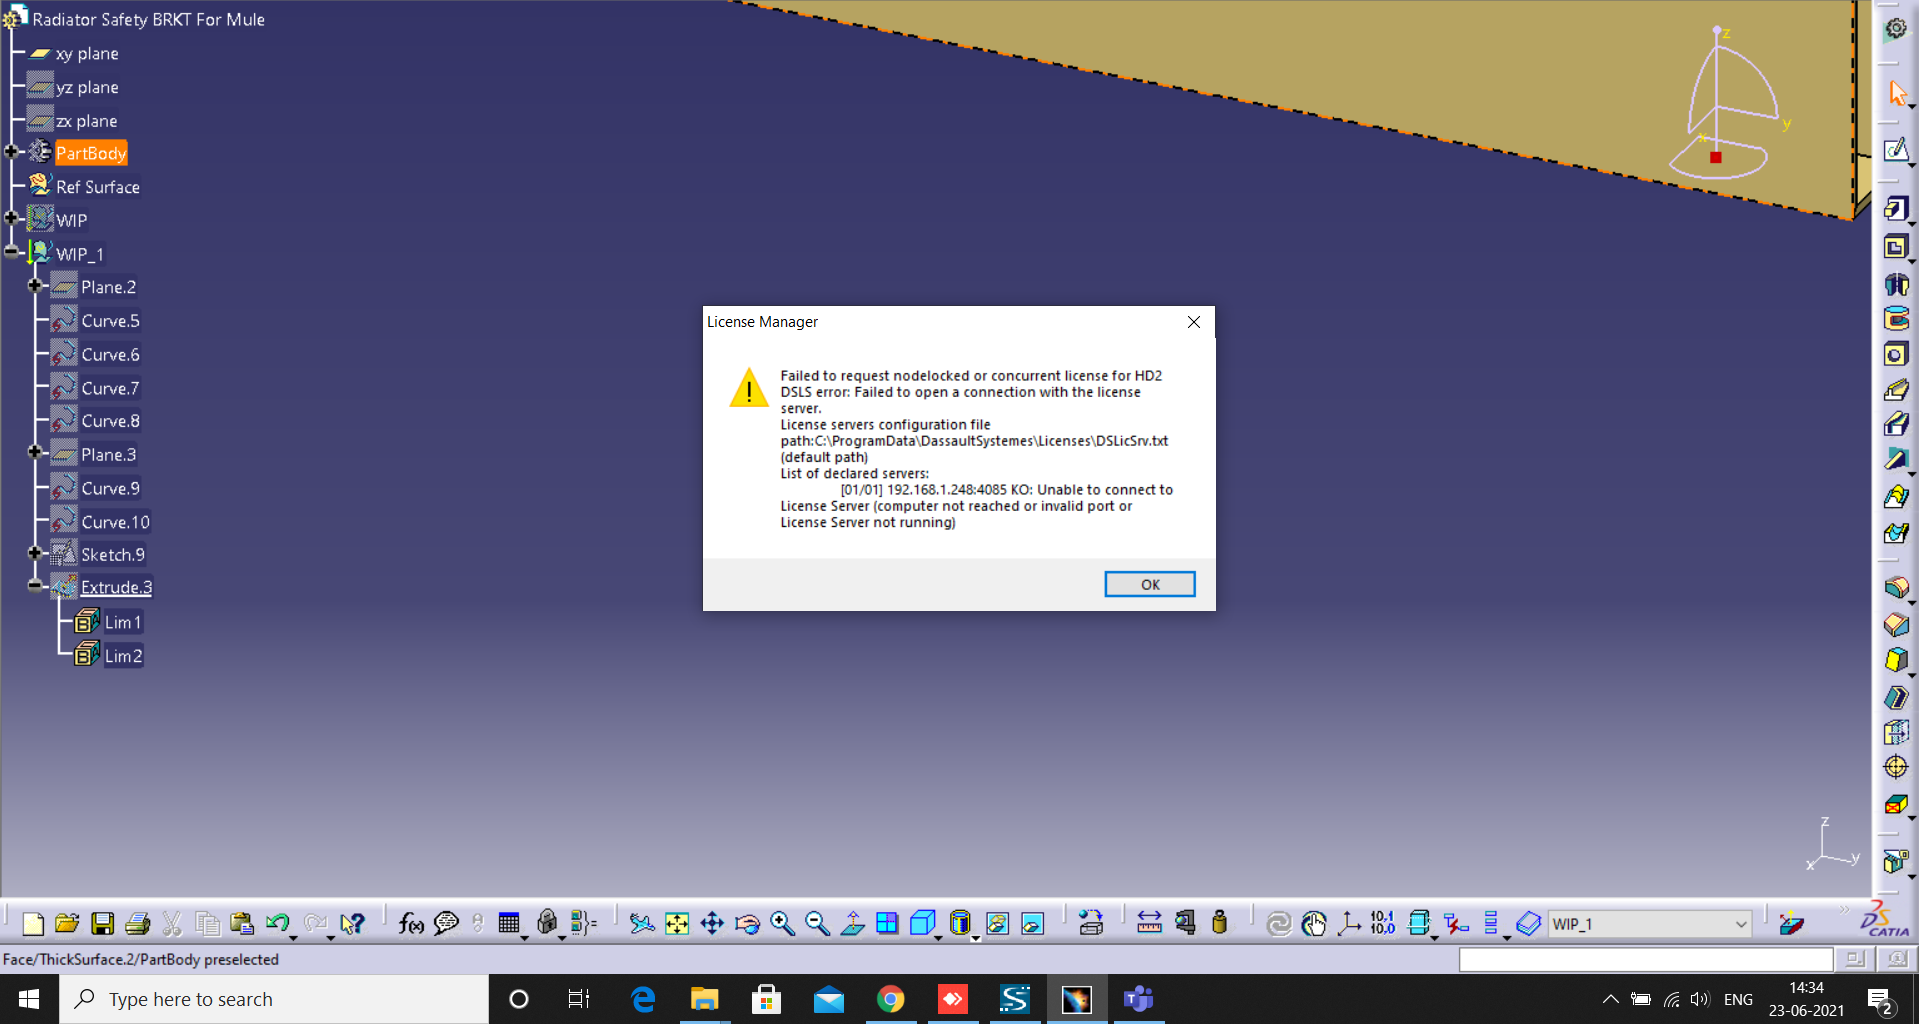 Radiator Safety BRKT For Mule
xy plane
yz plane
zx plane
PartBody
Ref Surface
WIP
WIP_1
Plane.2
Curve.5
Curve.6
Curve.7
Curve.8
Plane.3
Curve.9
Curve.10
Sketch.9
Extrude.3
Lim1
Lim2
z
y
x
License Manager
Failed to request nodelocked or concurrent license for HD2
DSLS error: Failed to open a connection with the license
server.
License servers configuration file
path:C:\ProgramData\DassaultSystemes\Licenses\DSLicSrv.txt
(default path)
List of declared servers:
[01/01] 192.168.1.248:4085 KO: Unable to connect to
License Server (computer not reached or invalid port or
License Server not running)
OK
z
y
x
f(x)
10,1
10,0
WIP_1
CATIA
Face/ThickSurface.2/PartBody preselected
Type here to search
ENG
14:34
23-06-2021
2